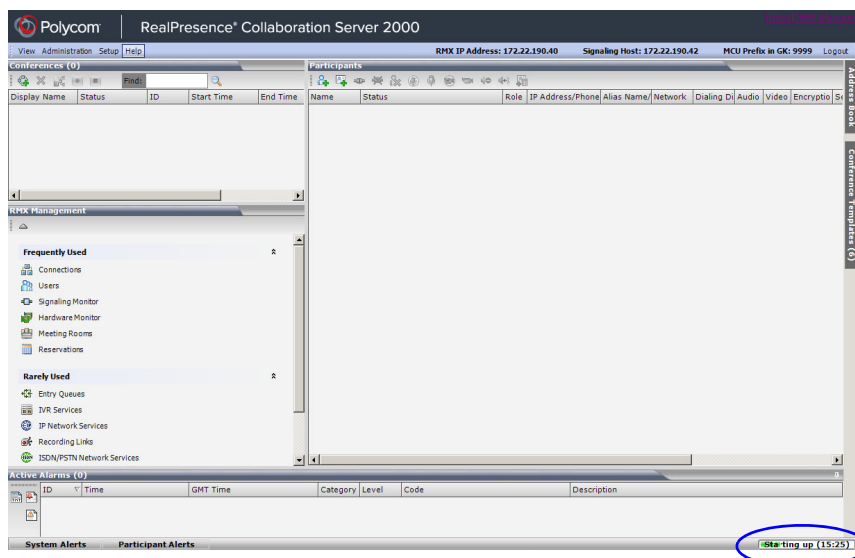 Polycom RealPresence® Collaboration Server 2000
View Administration Setup Help RMX IP Address: 172.22.190.40 Signaling Host: 172.22.190.42 MCU Prefix in GK: 9999 Logout
Conferences (0)
Find:
Display Name Status ID Start Time End Time
Participants
Name Status Role IP Address/Phone Alias Name/ Network Dialing Di Audio Video Encryptio
Address Book
Conference Templates (6)
RMX Management
Frequently Used
Connections
Users
Signaling Monitor
Hardware Monitor
Meeting Rooms
Reservations
Rarely Used
Entry Queues
IVR Services
IP Network Services
Recording Links
ISDN/PSTN Network Services
Active Alarms (0)
ID Time GMT Time Category Level Code Description
System Alerts Participant Alerts Starting up (15:25)